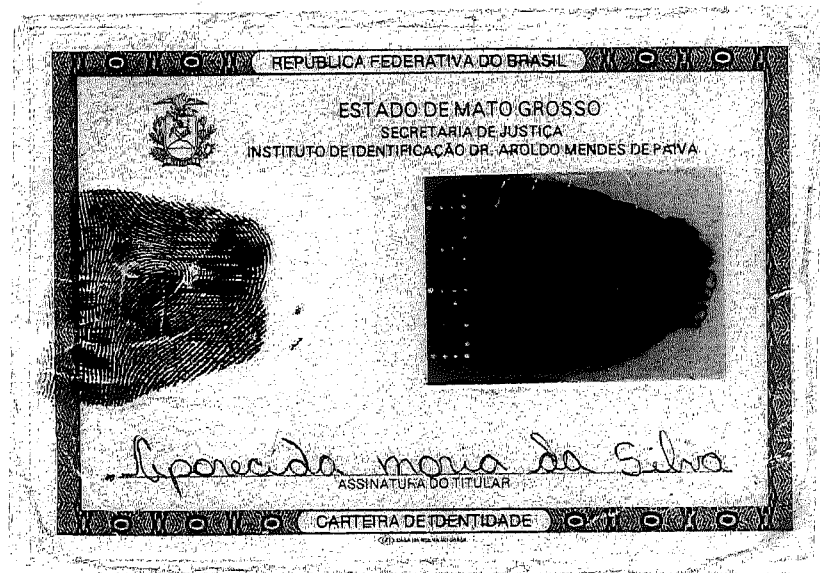 REPÚBLICA FEDERATIVA DO BRASIL
ESTADO DE MATO GROSSO
SECRETARIA DE JUSTIÇA
INSTITUTO DE IDENTIFICAÇÃO DR. AROLDO MENDES DE PAIVA
Aparecida maria da Silva
ASSINATURA DO TITULAR
CARTEIRA DE IDENTIDADE